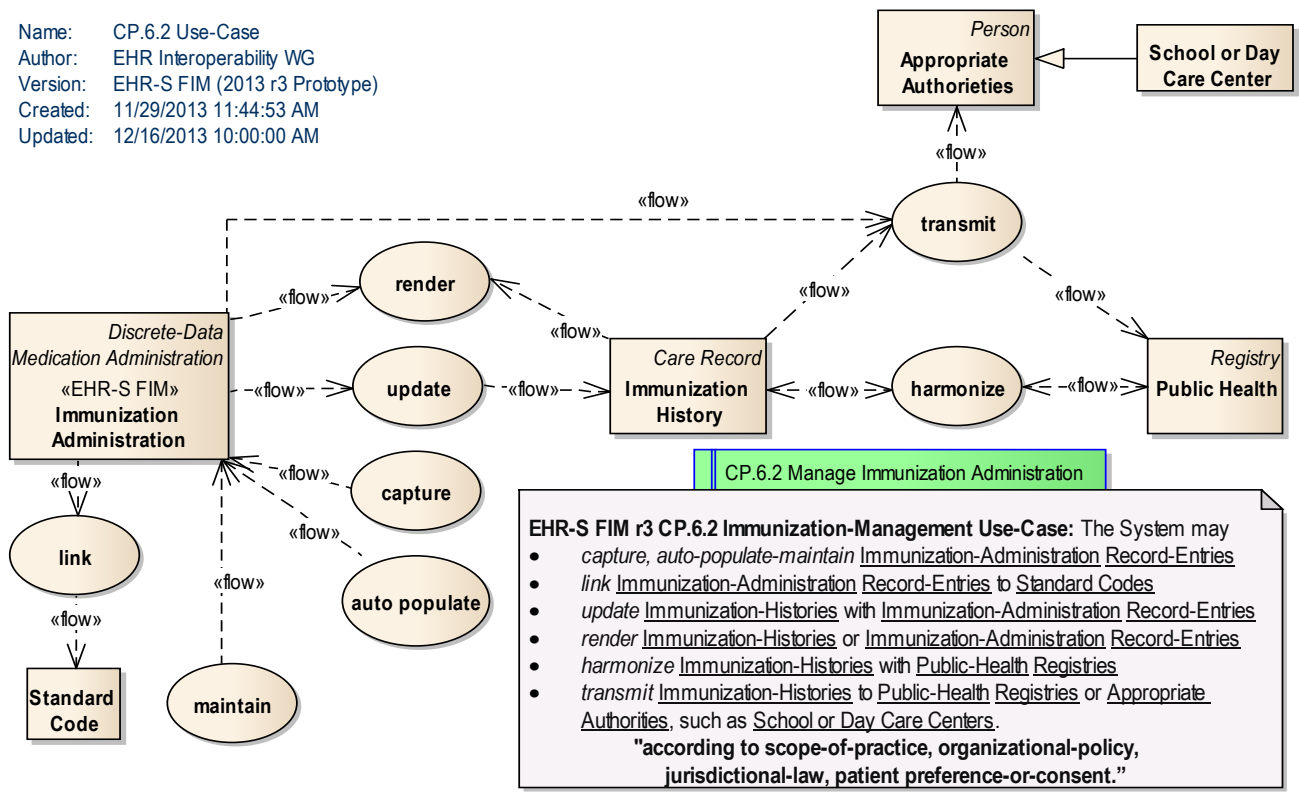 Name: CP.6.2 Use-Case
Author: EHR Interoperability WG
Version: EHR-S FIM (2013 r3 Prototype)
Created: 11/29/2013 11:44:53 AM
Updated: 12/16/2013 10:00:00 AM
Person
Appropriate
Authorieties
School or Day
Care Center
«flow»
«flow»
transmit
render
«flow»
«flow»
«flow»
«flow»
Discrete-Data
Medication Administration
«EHR-S FIM»
Immunization
Administration
«flow»
update
«flow»
Care Record
Immunization
History
«flow»
harmonize
«flow»
Registry
Public Health
«flow»
«flow»
capture
«flow»
link
auto populate
«flow»
«flow»
Standard
Code
maintain
CP.6.2 Manage Immunization Administration
EHR-S FIM r3 CP.6.2 Immunization-Management Use-Case: The System may
• capture, auto-populate-maintain Immunization-Administration Record-Entries
• link Immunization-Administration Record-Entries to Standard Codes
• update Immunization-Histories with Immunization-Administration Record-Entries
• render Immunization-Histories or Immunization-Administration Record-Entries
• harmonize Immunization-Histories with Public-Health Registries
• transmit Immunization-Histories to Public-Health Registries or Appropriate
Authorities, such as School or Day Care Centers.
"according to scope-of-practice, organizational-policy,
jurisdictional-law, patient preference-or-consent.”